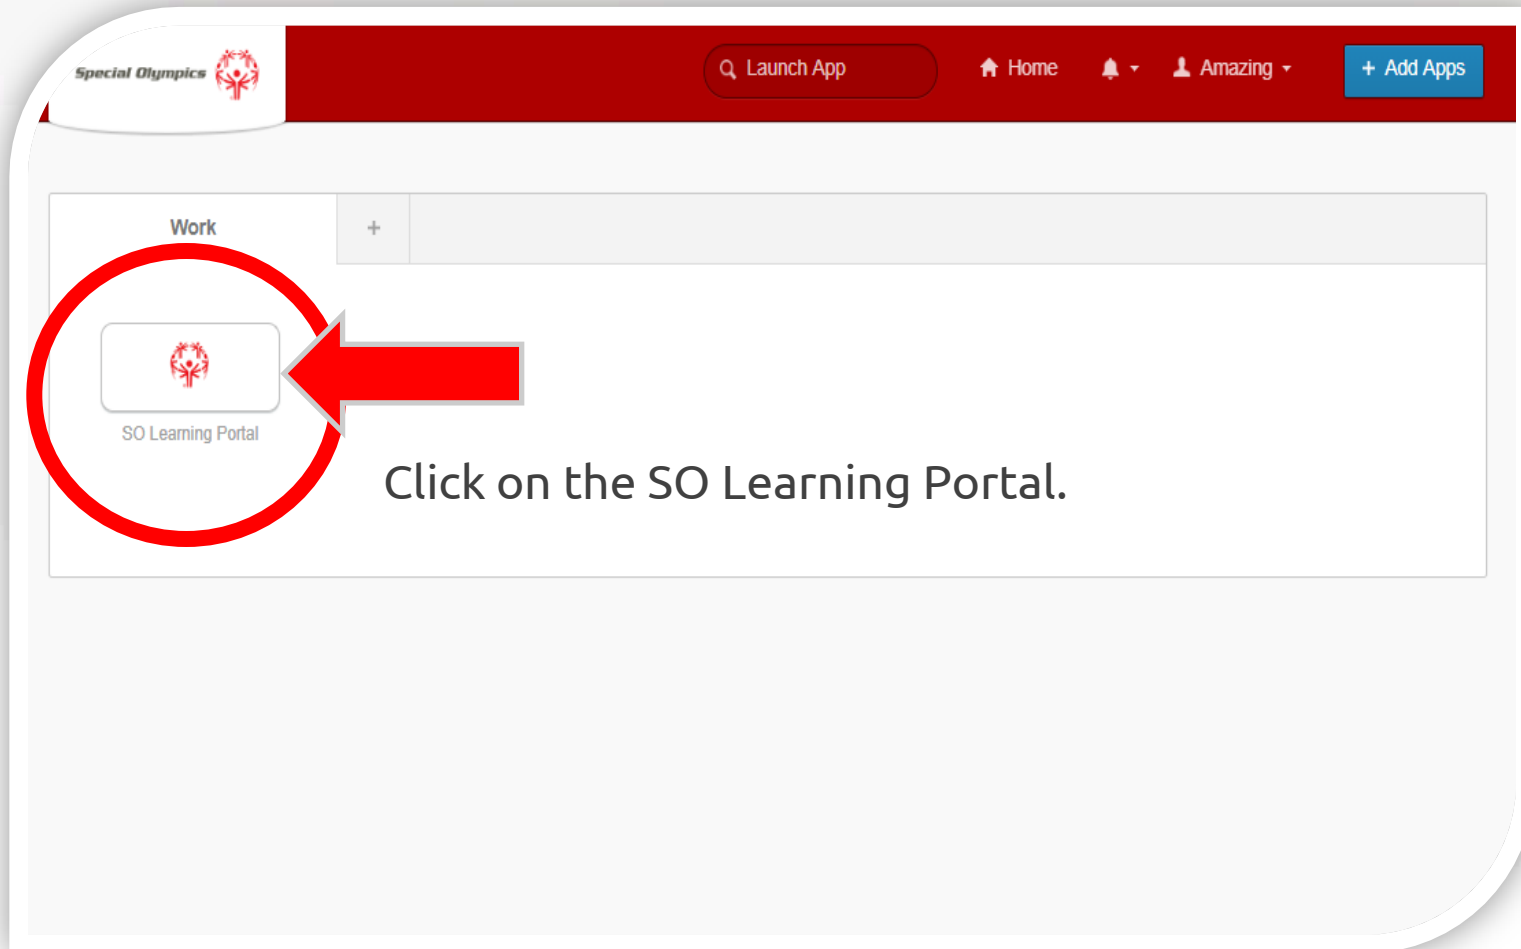 Special Olympics
Launch App
Home
Amazing
+ Add Apps
Work
+
SO Learning Portal
Click on the SO Learning Portal.